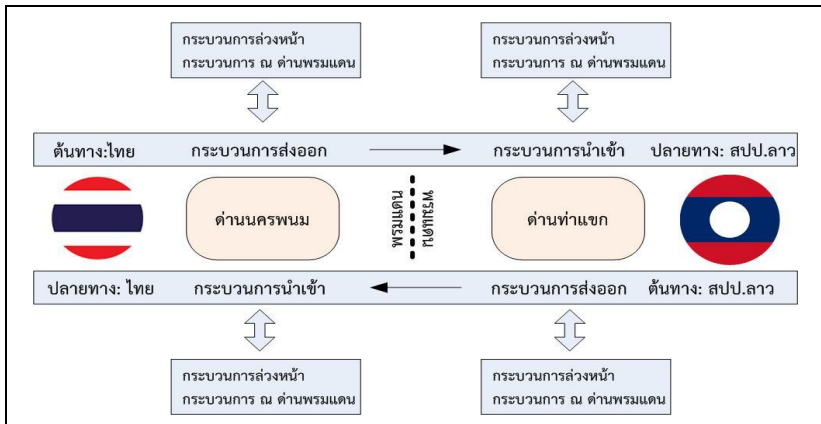 กระบวนการล่วงหน้า
กระบวนการ ณ ด่านพรมแดน
กระบวนการล่วงหน้า
กระบวนการ ณ ด่านพรมแดน
ต้นทาง:ไทย กระบวนการส่งออก กระบวนการนำเข้า ปลายทาง: สปป.ลาว
ด่านนครพนม
พรมแดน
พรมแดน
ด่านท่าแขก
ปลายทาง: ไทย กระบวนการนำเข้า กระบวนการส่งออก ต้นทาง: สปป.ลาว
กระบวนการล่วงหน้า
กระบวนการ ณ ด่านพรมแดน
กระบวนการล่วงหน้า
กระบวนการ ณ ด่านพรมแดน